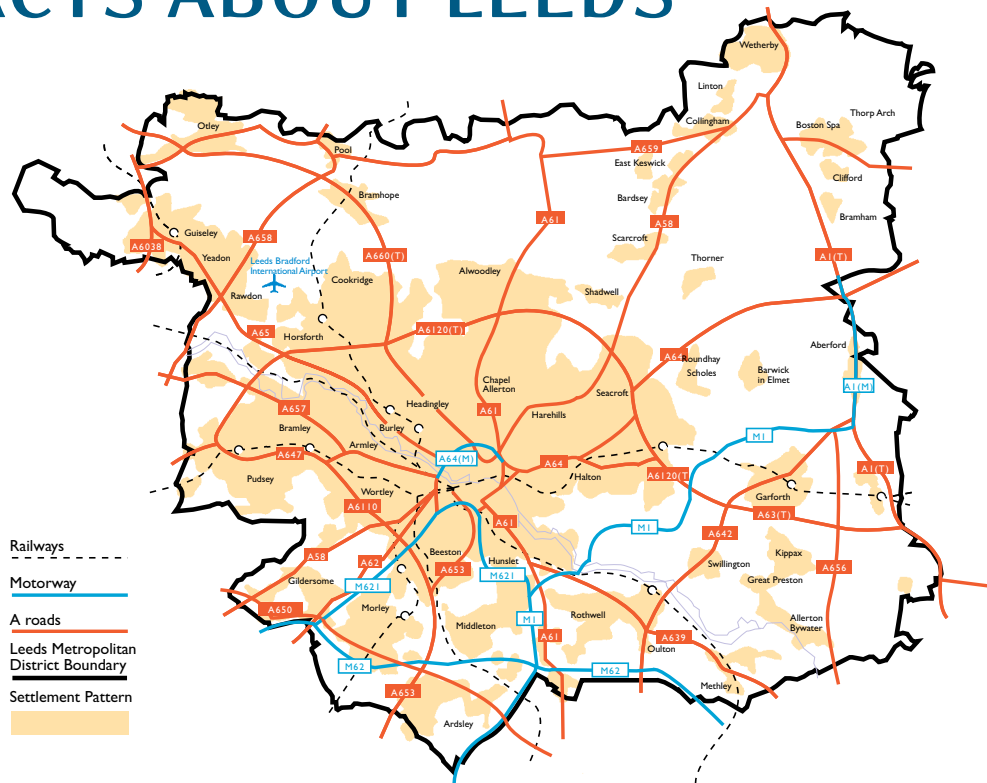 ACTS ABOUT LEEDS
Wetherby
Linton
Collingham
Thorp Arch
Boston Spa
Otley
Pool
A659
East Keswick
Clifford
Bramhope
Bardsey
Bramham
A61
A58
Guiseley
A6038
A658
Scarcroft
Yeadon
A660(T)
A1(T)
Leeds Bradford
International Airport
Thorner
Alwoodley
Cookridge
Rawdon
Shadwell
A65
A6120(T)
Horsforth
Aberford
A64
Roundhay
Scholes
Barwick
in Elmet
Chapel
Allerton
A1(M)
Seacroft
A657
Headingley
A61
Harehills
Bramley
Burley
M1
Armley
A647
A64(M)
A64
A1(T)
Pudsey
Halton
A6120(T
Wortley
Garforth
A6110
A63(T)
A61
M1
A642
A58
Beeston
Kippax
A62
Hunslet
Swillington
A653
A656
Gildersome
M621
M621
Great Preston
A650
Morley
Rothwell
M1
Allerton
Bywater
Middleton
A61
A639
Oulton
M62
M62
Methley
A653
Ardsley
Railways
Motorway
A roads
Leeds Metropolitan
District Boundary
Settlement Pattern